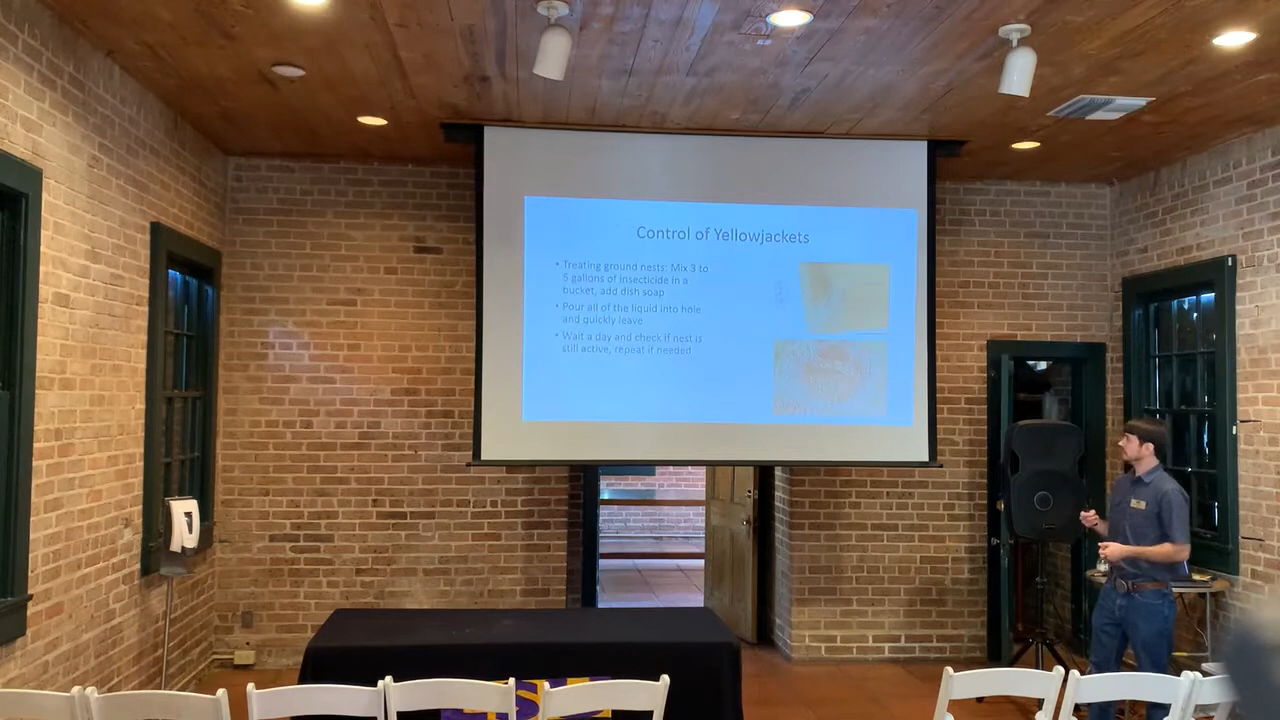 Control of Yellowjackets
• Treating ground nests: Mix 3 to
5 gallons of insecticide in a
bucket, add dish soap
• Pour all of the liquid into hole
and quickly leave
• Wait a day and check if nest is
still active, repeat if needed